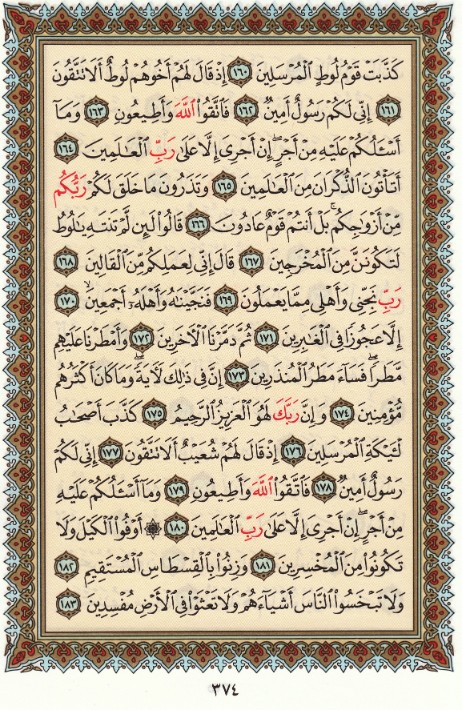 كَذَّبَتْ قَوْمُ لُوطٍ ٱلْمُرْسَلِينَ ١٦٠ إِذْ قَالَ لَهُمْ أَخُوهُمْ لُوطٌ أَلَا تَتَّقُونَ
١٦١ إِنِّى لَكُمْ رَسُولٌ أَمِينٌ ١٦٢ فَٱتَّقُوا۟ ٱللَّهَ وَأَطِيعُونِ ١٦٣ وَمَآ
أَسْـَٔلُكُمْ عَلَيْهِ مِنْ أَجْرٍ ۖ إِنْ أَجْرِىَ إِلَّا عَلَىٰ رَبِّ ٱلْعَـٰلَمِينَ ١٦٤
أَتَأْتُونَ ٱلذُّكْرَانَ مِنَ ٱلْعَـٰلَمِينَ ١٦٥ وَتَذَرُونَ مَا خَلَقَ لَكُمْ رَبُّكُم
مِّنْ أَزْوَٰجِكُم ۚ بَلْ أَنتُمْ قَوْمٌ عَادُونَ ١٦٦ قَالُوا۟ لَئِن لَّمْ تَنتَهِ يَـٰلُوطُ
لَتَكُونَنَّ مِنَ ٱلْمُخْرَجِينَ ١٦٧ قَالَ إِنِّى لِعَمَلِكُم مِّنَ ٱلْقَالِينَ ١٦٨
رَبِّ نَجِّنِى وَأَهْلِى مِمَّا يَعْمَلُونَ ١٦٩ فَنَجَّيْنَـٰهُ وَأَهْلَهُۥٓ أَجْمَعِينَ ١٧٠
إِلَّا عَجُوزًا فِى ٱلْغَـٰبِرِينَ ١٧١ ثُمَّ دَمَّرْنَا ٱلْـَٔاخَرِينَ ١٧٢ وَأَمْطَرْنَا عَلَيْهِم
مَّطَرًا ۖ فَسَآءَ مَطَرُ ٱلْمُنذَرِينَ ١٧٣ إِنَّ فِى ذَٰلِكَ لَـَٔايَةً ۖ وَمَا كَانَ أَكْثَرُهُم
مُّؤْمِنِينَ ١٧٤ وَإِنَّ رَبَّكَ لَهُوَ ٱلْعَزِيزُ ٱلرَّحِيمُ ١٧٥ كَذَّبَ أَصْحَـٰبُ
لْـَٔيْكَةِ ٱلْمُرْسَلِينَ ١٧٦ إِذْ قَالَ لَهُمْ شُعَيْبٌ أَلَا تَتَّقُونَ ١٧٧ إِنِّى لَكُمْ
رَسُولٌ أَمِينٌ ١٧٨ فَٱتَّقُوا۟ ٱللَّهَ وَأَطِيعُونِ ١٧٩ وَمَآ أَسْـَٔلُكُمْ عَلَيْهِ
مِنْ أَجْرٍ ۖ إِنْ أَجْرِىَ إِلَّا عَلَىٰ رَبِّ ٱلْعَـٰلَمِينَ ١٨٠ ۞ أَوْفُوا۟ ٱلْكَيْلَ وَلَا
تَكُونُوا۟ مِنَ ٱلْمُخْسِرِينَ ١٨١ وَزِنُوا۟ بِٱلْقِسْطَاسِ ٱلْمُسْتَقِيمِ ١٨٢
وَلَا تَبْخَسُوا۟ ٱلنَّاسَ أَشْيَآءَهُمْ وَلَا تَعْثَوْا۟ فِى ٱلْأَرْضِ مُفْسِدِينَ ١٨٣
٣٧٤